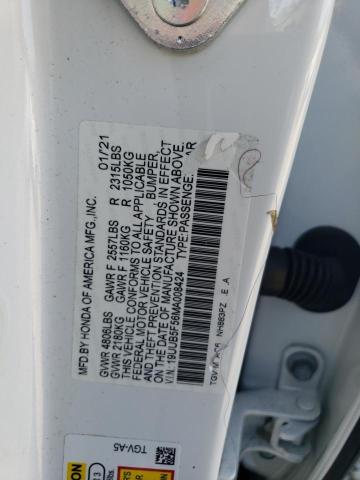 MFD. BY HONDA OF AMERICA MFG., INC. 01/21
GVWR 4806LBS GAWR F 2557LBS R 2315LBS
GVWR 2180KG GAWR F 1160KG R 1050KG
THIS VEHICLE CONFORMS TO ALL APPLICABLE
FEDERAL MOTOR VEHICLE SAFETY BUMPER,
AND THEFT PREVENTION STANDARDS IN EFFECT
ON THE DATE OF MANUFACTURE SHOWN ABOVE.
V.I.N: 19UUB5F56MA008424 TYPE:PASSENGER
AR
NH883PZ
TGV-A5